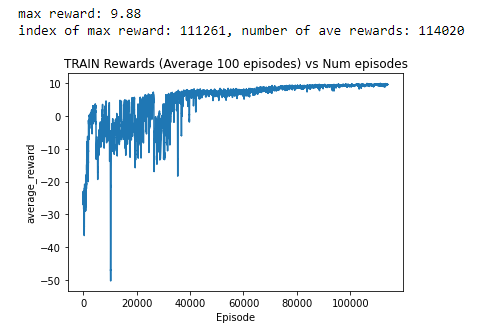 max reward: 9.88
index of max reward: 111261, number of ave rewards: 114020
TRAIN Rewards (Average 100 episodes) vs Num episodes
average_reward
10
0
−10
−20
−30
−40
−50
0
20000
40000
60000
80000
100000
Episode